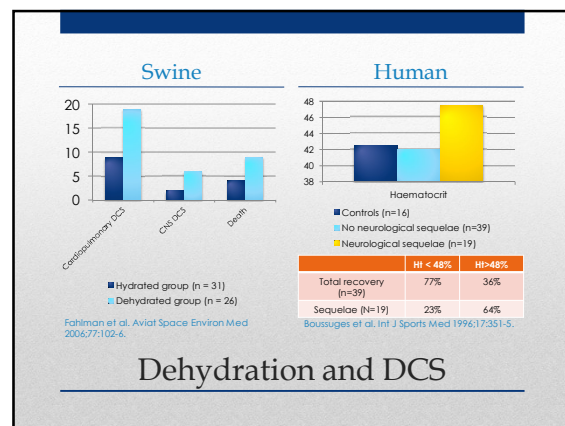 Swine
20
15
10
5
0
Cardiopulmonary DCS
CNS DCS
Death
Hydrated group (n = 31)
Dehydrated group (n = 26)
Fahlman et al. Aviat Space Environ Med
2006;77:102-6.
Human
48
46
44
42
40
38
Haematocrit
Controls (n=16)
No neurological sequelae (n=39)
Neurological sequelae (n=19)
Ht < 48% Ht>48%
Total recovery
(n=39) 77% 36%
Sequelae (N=19) 23% 64%
Boussuges et al. Int J Sports Med 1996;17:351-5.
Dehydration and DCS